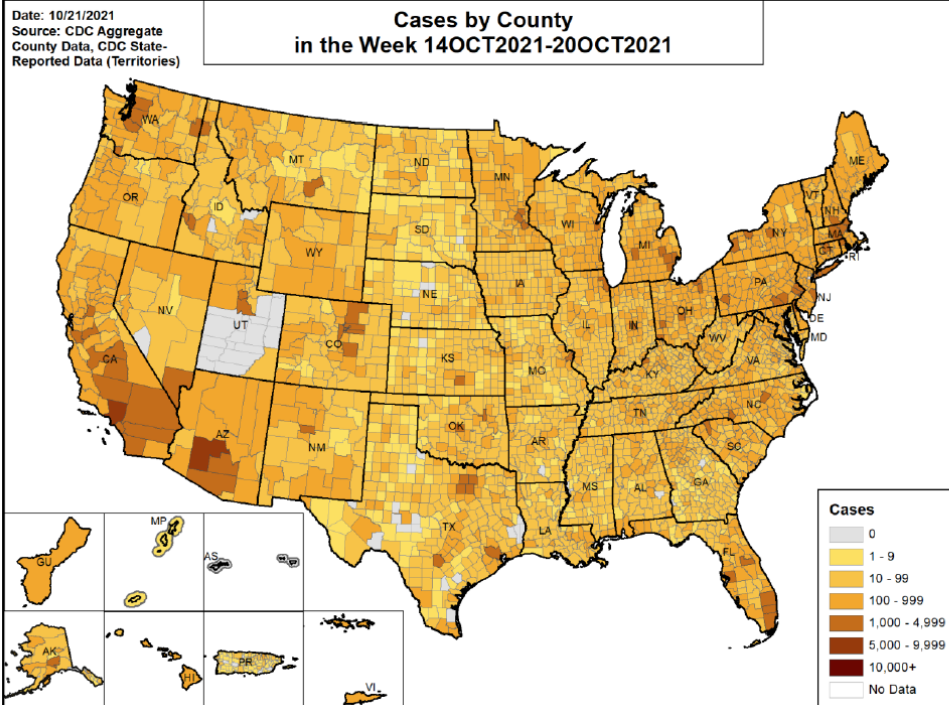 Date: 10/21/2021
Source: CDC Aggregate
County Data, CDC State-
Reported Data (Territories)
Cases by County
in the Week 14OCT2021-20OCT2021
WA
MT
ND
MN
ME
OR
ID
SD
WI
MI
VT
NH
NY
MA
CT
RI
WY
IA
PA
NE
NJ
NV
UT
IL
IN
OH
DE
MD
CO
WV
VA
CA
KS
MO
KY
NC
TN
AZ
NM
OK
AR
SC
MS
AL
GA
TX
LA
FL
GU
MP
AS
AK
HI
PR
VI
Cases
0
1 - 9
10 - 99
100 - 999
1,000 - 4,999
5,000 - 9,999
10,000+
No Data